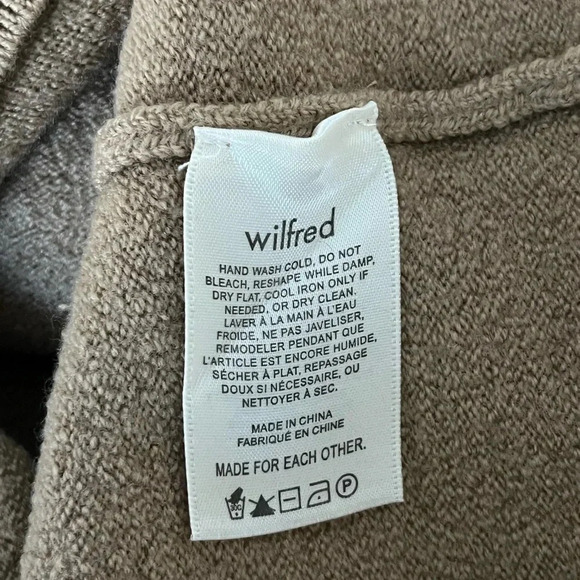 wilfred
HAND WASH COLD, DO NOT
BLEACH, RESHAPE WHILE DAMP,
DRY FLAT, COOL IRON ONLY IF
NEEDED, OR DRY CLEAN.
LAVER À LA MAIN À L'EAU
FROIDE, NE PAS JAVELISER,
REMODELER PENDANT QUE
L'ARTICLE EST ENCORE HUMIDE,
SÉCHER À PLAT, REPASSAGE
DOUX SI NÉCESSAIRE, OU
NETTOYER À SEC.
MADE IN CHINA
FABRIQUÉ EN CHINE
MADE FOR EACH OTHER.
30C P